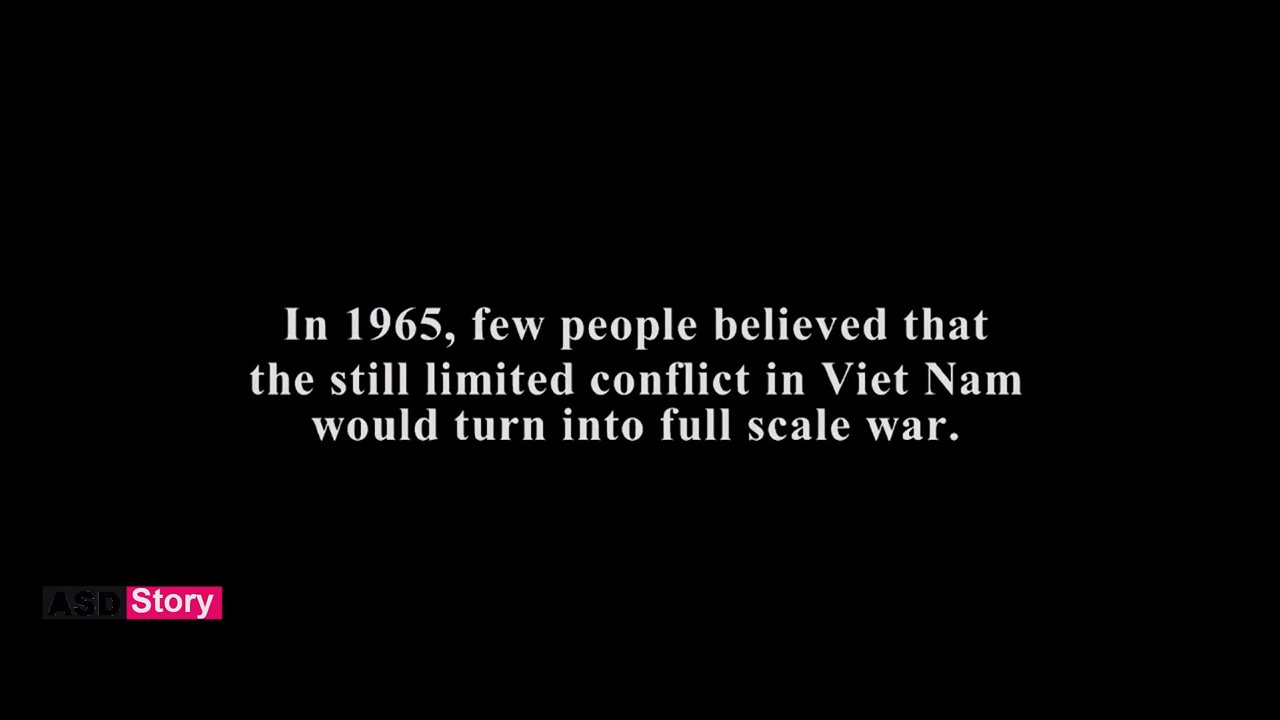 In 1965, few people believed that
the still limited conflict in Viet Nam
would turn into full scale war.
ASD Story